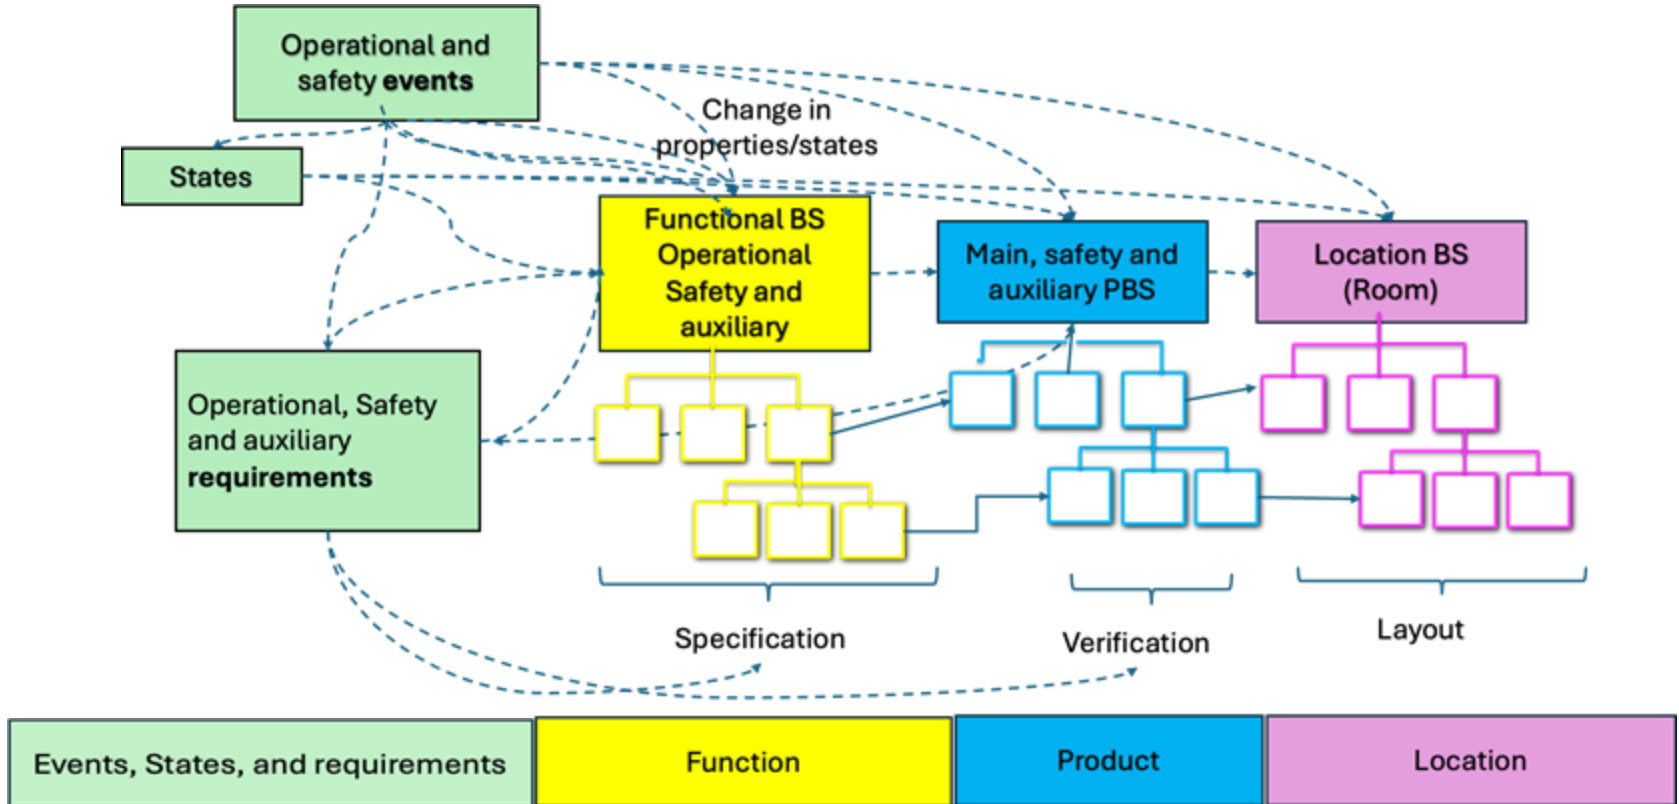 Operational and
safety events
Change in
properties/states
States
Functional BS
Operational
Safety and
auxiliary
Main, safety and
auxiliary PBS
Location BS
(Room)
Operational, Safety
and auxiliary
requirements
Specification
Verification
Layout
Events, States, and requirements
Function
Product
Location